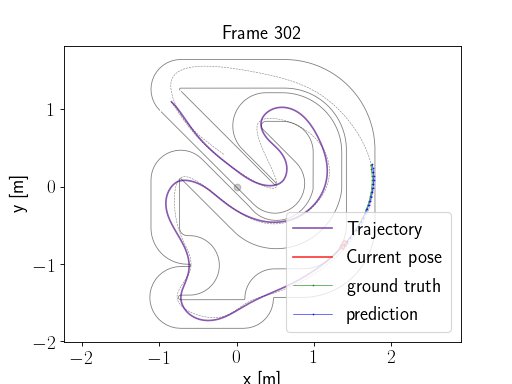 Frame 302
y [m]
1
0
−1
−2
Trajectory
Current pose
ground truth
prediction
−2 −1 0 1 2
x [m]